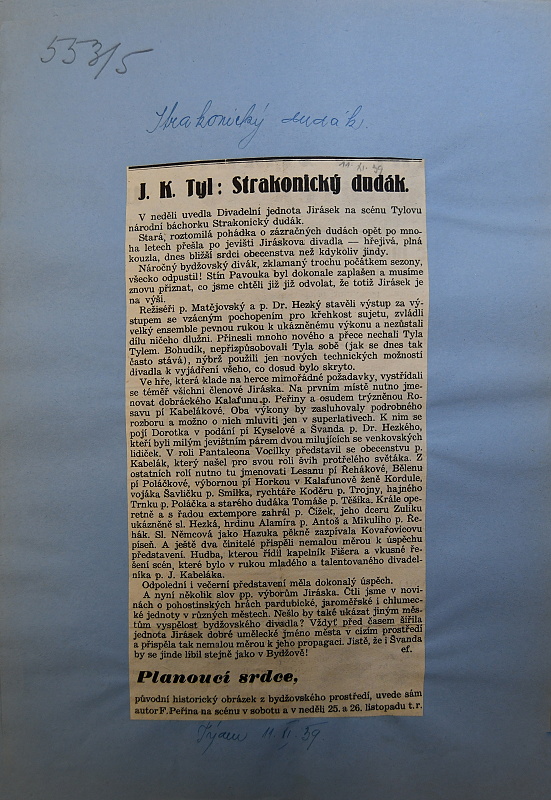 553/5
Strakonický dudák.
11. XI. 39
J. K. Tyl: Strakonický dudák.
V neděli uvedla Divadelní jednota Jirásek na scénu Tylovu
národní báchorku Strakonický dudák.
Stará, roztomilá pohádka o zázračných dudách opět po mno-
ha letech přešla po jevišti Jiráskova divadla — hřejivá, plná
kouzla, dnes bližší srdci obecenstva než kdykoliv jindy.
Náročný bydžovský divák, zklamaný trochu počátkem sezony,
všecko odpustil! Stín Pavouka byl dokonale zaplašen a musíme
znovu přiznat, co jsme chtěli již již odvolat, že totiž Jirásek je
na výši.
Režiséři p. Matějovský a p. Dr. Hezký stavěli výstup za vý-
stupem se vzácným pochopením pro křehkost sujetu, zvládli
velký ensemble pevnou rukou k ukázněnému výkonu a nezůstali
dílu ničeho dlužni. Přinesli mnoho nového a přece nechali Tyla
Tylem. Bohudík, nepřizpůsobovali Tyla sobě (jak se dnes tak
často stává), nýbrž použili jen nových technických možností
divadla k vyjádření všeho, co dosud bylo skryto.
Ve hře, která klade na herce mimořádné požadavky, vystřídali
se téměř všichni členové Jiráska. Na prvním místě nutno jme-
novat dobráckého Kalafunu p. Peřiny a osudem trýzněnou Ro-
savu pí Kabelákové. Oba výkony by zasluhovaly podrobného
rozboru a možno o nich mluviti jen v superlativech. K nim se
pojí Dorotka v podání pí Kyselové a Švanda p. Dr. Hezkého,
kteří byli milým jevištním párem dvou milujících se venkovských
lidiček. V roli Pantaleona Vocílky představil se obecenstvu p.
Kabelák, který našel pro svou roli švih protřelého světáka. Z
ostatních rolí nutno tu jmenovati Lesanu pí Řehákové, Bělenu
pí Poláčkové, výbornou pí Horkou v Kalafunově ženě Kordule,
vojáka Šavličku p. Smilka, rychtáře Koděru p. Trojny, hajného
Trnku p. Poláčka a starého dudáka Tomáše p. Těšíka. Krále ope-
retně a s řadou extempore zahrál p. Čížek, jeho dceru Zuliku
ukázněně sl. Hezká, hrdinu Alamíra p. Antoš a Mikuliho p. Ře-
hák. Sl. Němcová jako Hazuka pěkně zazpívala Kovařovicovu
píseň. A ještě dva činitelé přispěli nemalou měrou k úspěchu
představení. Hudba, kterou řídil kapelník Fišera a vkusné ře-
šení scén, které bylo v rukou mladého a talentovaného divadel-
níka p. J. Kabeláka.
Odpolední i večerní představení měla dokonalý úspěch.
A nyní několik slov pp. výborům Jiráska. Čtli jsme v novi-
nách o pohostinských hrách pardubické, jaroměřské i chlumec-
ké jednoty v různých městech. Nešlo by také ukázat jiným měs-
tům vyspělost bydžovského divadla? Vždyť před časem šířila
jednota Jirásek dobré umělecké jméno města v cizím prostředí
a přispěla tak nemalou měrou k jeho propagaci. Jistě, že i Švanda
by se jinde líbil stejně jako v Bydžově! ef.
Planoucí srdce,
původní historický obrázek z bydžovského prostředí, uvede sám
autor F. Peřina na scénu v sobotu a v neděli 25. a 26. listopadu t. r.
11 XI. 39